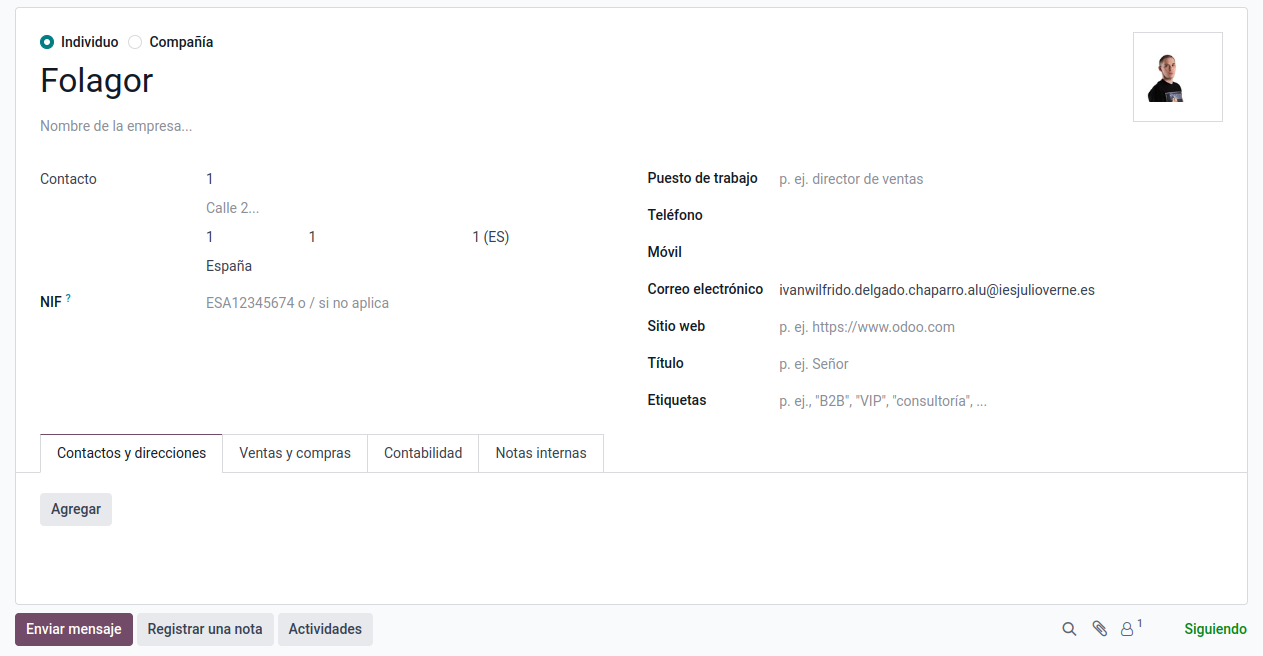 Individuo Compañía
Folagor
Nombre de la empresa...
Contacto 1
Calle 2...
1 1 1 (ES)
España
NIF ? ESA12345674 o / si no aplica
Puesto de trabajo p. ej. director de ventas
Teléfono
Móvil
Correo electrónico ivanwilfrido.delgado.chaparro.alu@iesjulioverne.es
Sitio web p. ej. https://www.odoo.com
Título p. ej. Señor
Etiquetas p. ej., "B2B", "VIP", "consultoría", ...
Contactos y direcciones Ventas y compras Contabilidad Notas internas
Agregar
Enviar mensaje Registrar una nota Actividades 1 Siguiendo